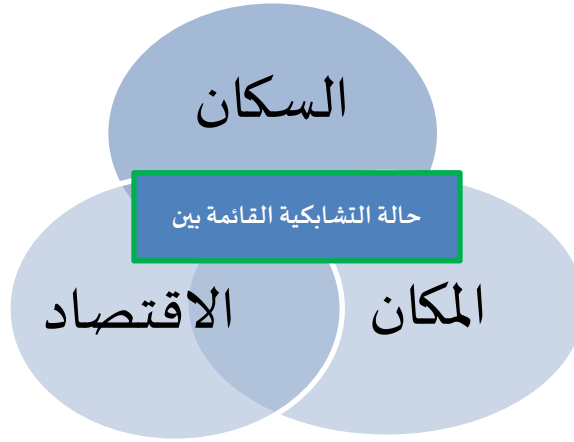 السكان
حالة التشابكية القائمة بين
المكان
الاقتصاد